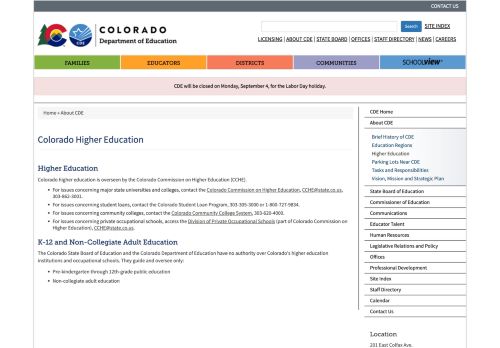 CONTACT US
COLORADO
Department of Education
CDE
Search
SITE INDEX
LICENSING | ABOUT CDE | STATE BOARD | OFFICES | STAFF DIRECTORY | NEWS | CAREERS
FAMILIES
EDUCATORS
DISTRICTS
COMMUNITIES
SCHOOLVIEW
CDE will be closed on Monday, September 4, for the Labor Day holiday.
Home » About CDE
Colorado Higher Education
Higher Education
Colorado higher education is overseen by the Colorado Commission on Higher Education (CCHE).
• For issues concerning major state universities and colleges, contact the Colorado Commission on Higher Education, CCHE@state.co.us,
303-862-3001.
• For issues concerning student loans, contact the Colorado Student Loan Program, 303-305-3000 or 1-800-727-9834.
• For issues concerning community colleges, contact the Colorado Community College System, 303-620-4000.
• For issues concerning private occupational schools, access the Division of Private Occupational Schools (part of Colorado Commission on
Higher Education), CCHE@state.co.us.
K-12 and Non-Collegiate Adult Education
The Colorado State Board of Education and the Colorado Department of Education have no authority over Colorado's higher education
institutions and occupational schools. They guide and oversee only:
• Pre-kindergarten through 12th-grade public education
• Non-collegiate adult education
CDE Home
About CDE
Brief History of CDE
Education Regions
Higher Education
Parking Lots Near CDE
Tasks and Responsibilities
Vision, Mission and Strategic Plan
State Board of Education
Commissioner of Education
Communications
Educator Talent
Human Resources
Legislative Relations and Policy
Offices
Professional Development
Site Index
Staff Directory
Calendar
Contact Us
Location
201 East Colfax Ave.